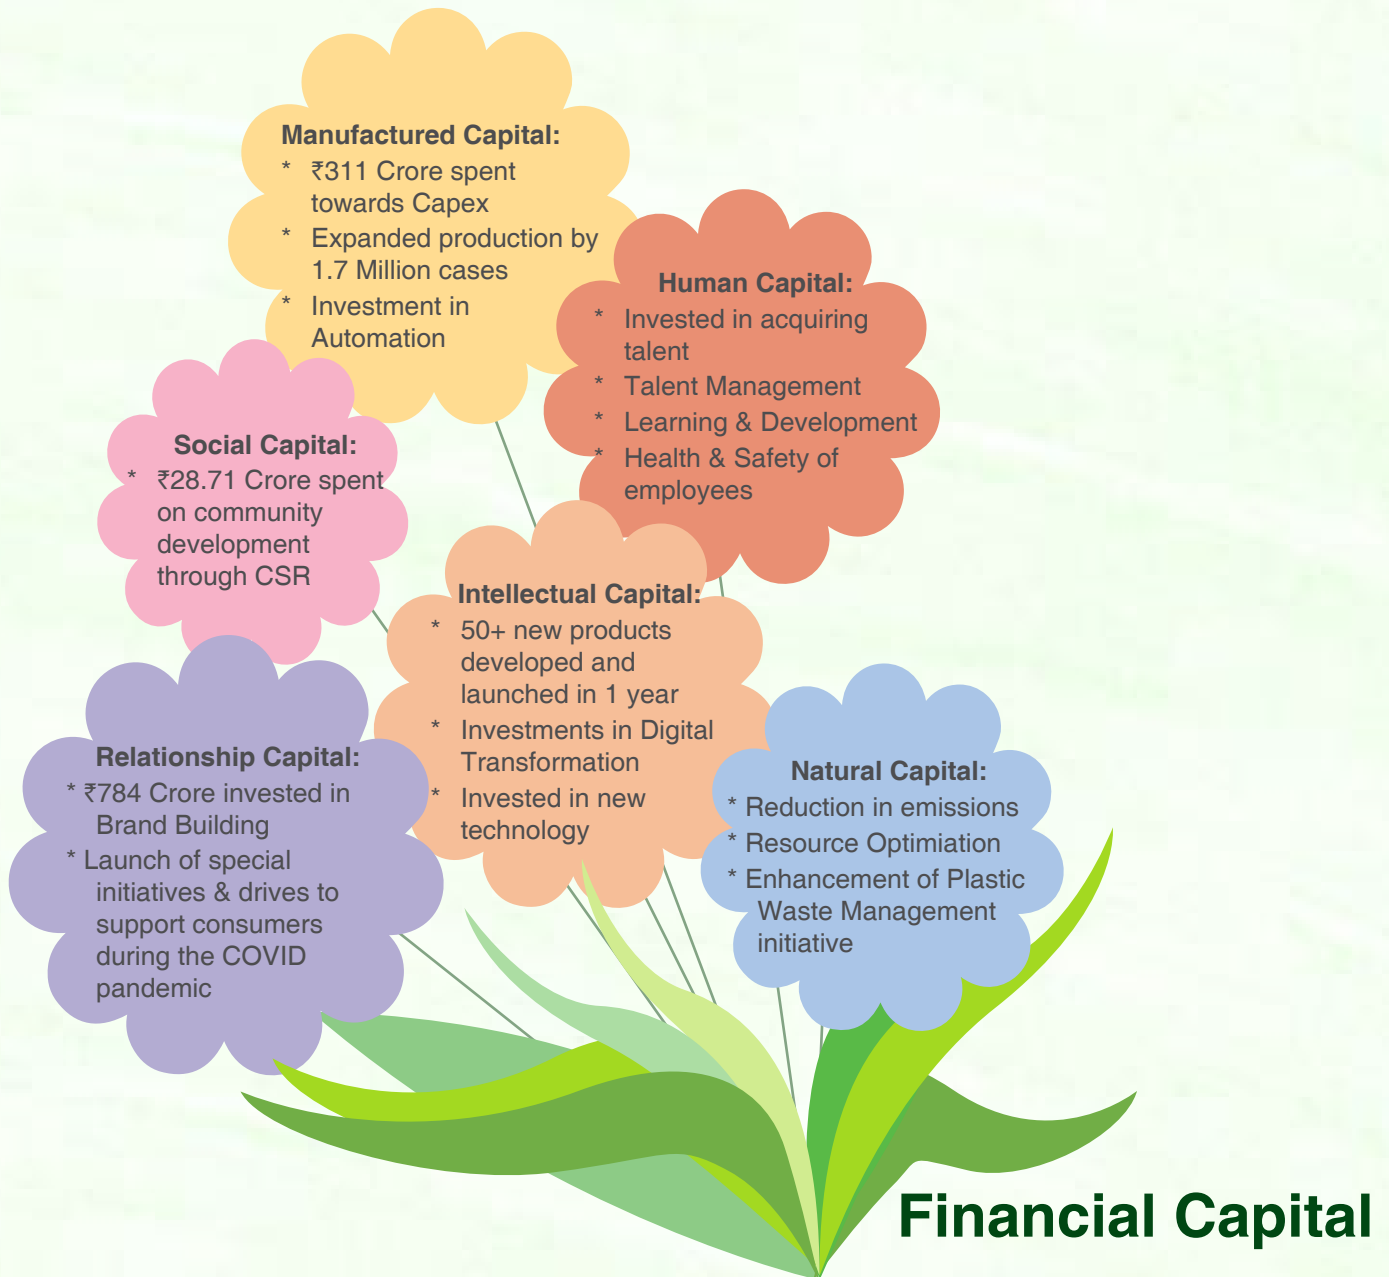 Manufactured Capital:
* ₹311 Crore spent
towards Capex
* Expanded production by
1.7 Million cases
* Investment in
Automation
Human Capital:
* Invested in acquiring
talent
* Talent Management
* Learning & Development
* Health & Safety of
employees
Social Capital:
* ₹28.71 Crore spent
on community
development
through CSR
Intellectual Capital:
* 50+ new products
developed and
launched in 1 year
* Investments in Digital
Transformation
* Invested in new
technology
Relationship Capital:
* ₹784 Crore invested in
Brand Building
* Launch of special
initiatives & drives to
support consumers
during the COVID
pandemic
Natural Capital:
* Reduction in emissions
* Resource Optimiation
* Enhancement of Plastic
Waste Management
initiative
Financial Capital